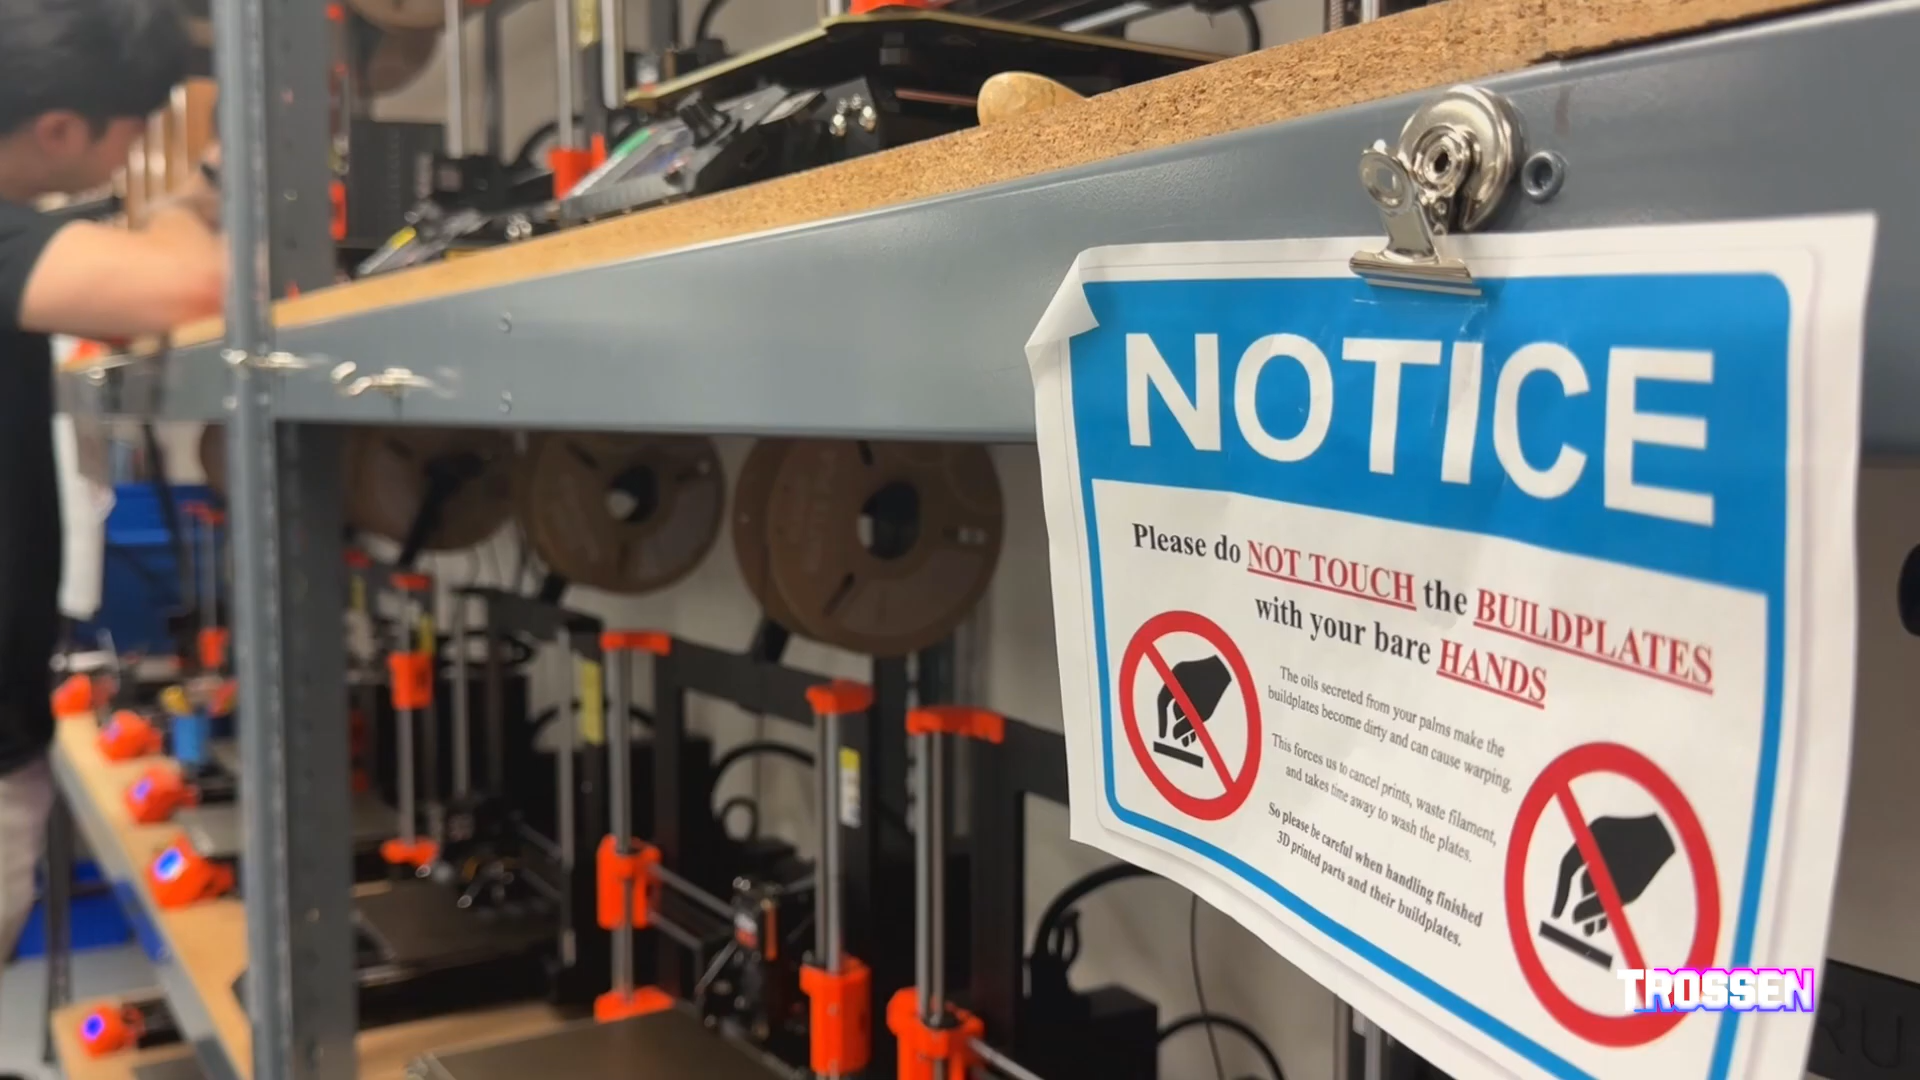 NOTICE
Please do NOT TOUCH the BUILDPLATES
with your bare HANDS
The oils secreted from your palms make the
buildplates become dirty and can cause warping.
This forces us to cancel prints, waste filament,
and takes time away to wash the plates.
So please be careful when handling finished
3D printed parts and their buildplates.
TROSSEN
RU